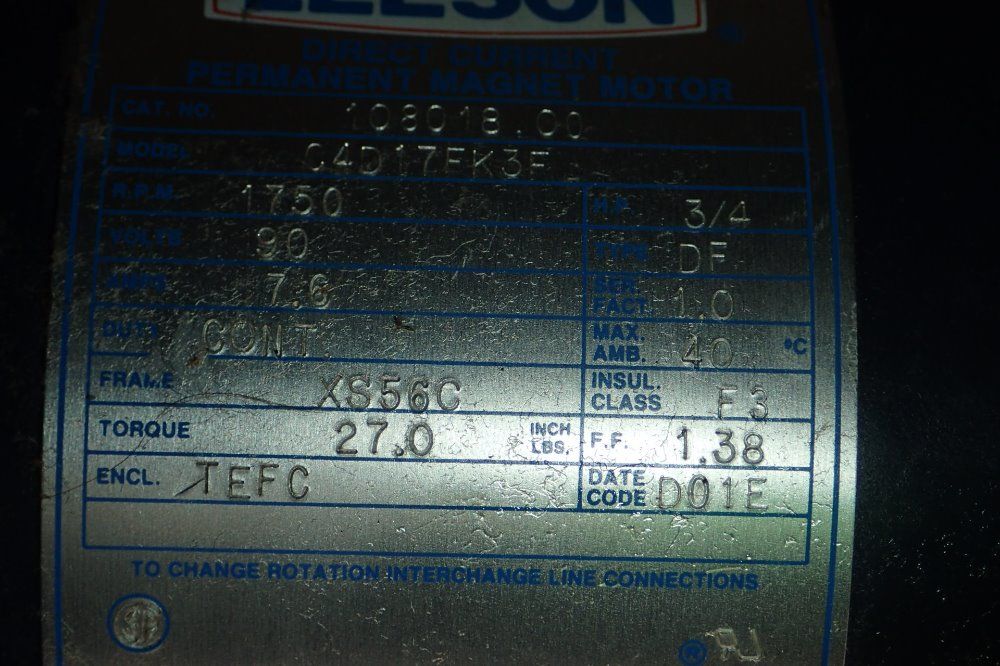 LEESON
DIRECT CURRENT
PERMANENT MAGNET MOTOR
CAT. NO. 108018.00
MODEL C4D17FK3F
R.P.M. 1750 H.P. 3/4
VOLTS 90 TYPE DF
AMPS 7.6 SER. FACT. 1.0
DUTY CONT. MAX. AMB. 40 °C
FRAME XS56C INSUL. CLASS F3
TORQUE 27.0 INCH LBS. F.F. 1.38
ENCL. TEFC DATE CODE D01E
TO CHANGE ROTATION INTERCHANGE LINE CONNECTIONS